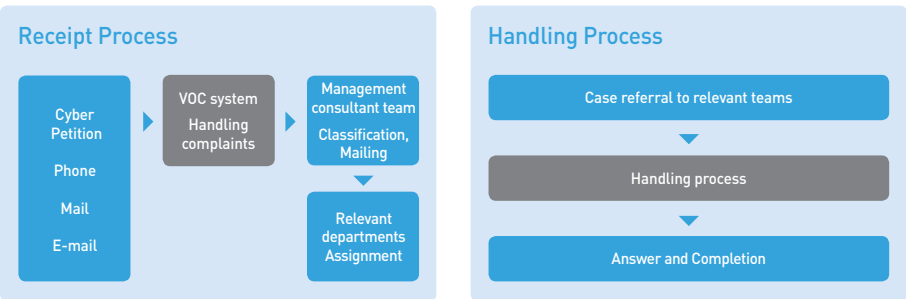 Receipt Process
Cyber
Petition
Phone
Mail
E-mail
VOC system
Handling
complaints
Management
consultant team
Classification,
Mailing
Relevant
departments
Assignment
Handling Process
Case referral to relevant teams
Handling process
Answer and Completion